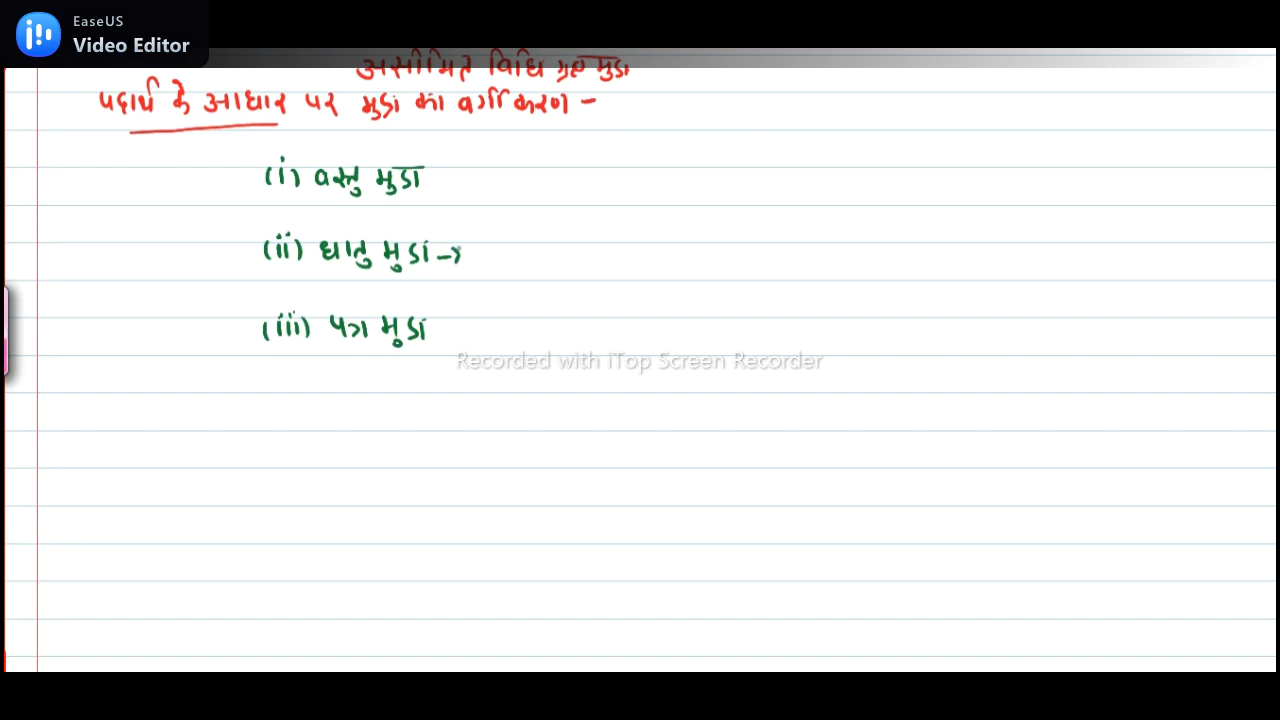 EaseUS
Video Editor
असीमित विधि ग्राह्य मुद्रा
पदार्थ के आधार पर मुद्रा का वर्गीकरण -
(i) वस्तु मुद्रा
(ii) धातु मुद्रा →
(iii) पत्र मुद्रा
Recorded with iTop Screen Recorder